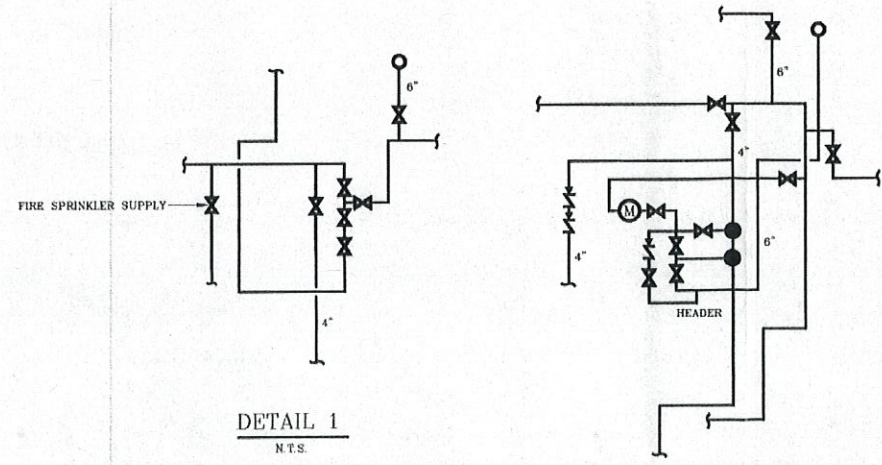 6"
6"
4"
FIRE SPRINKLER SUPPLY
M
4"
6"
HEADER
4"
DETAIL 1
N.T.S.